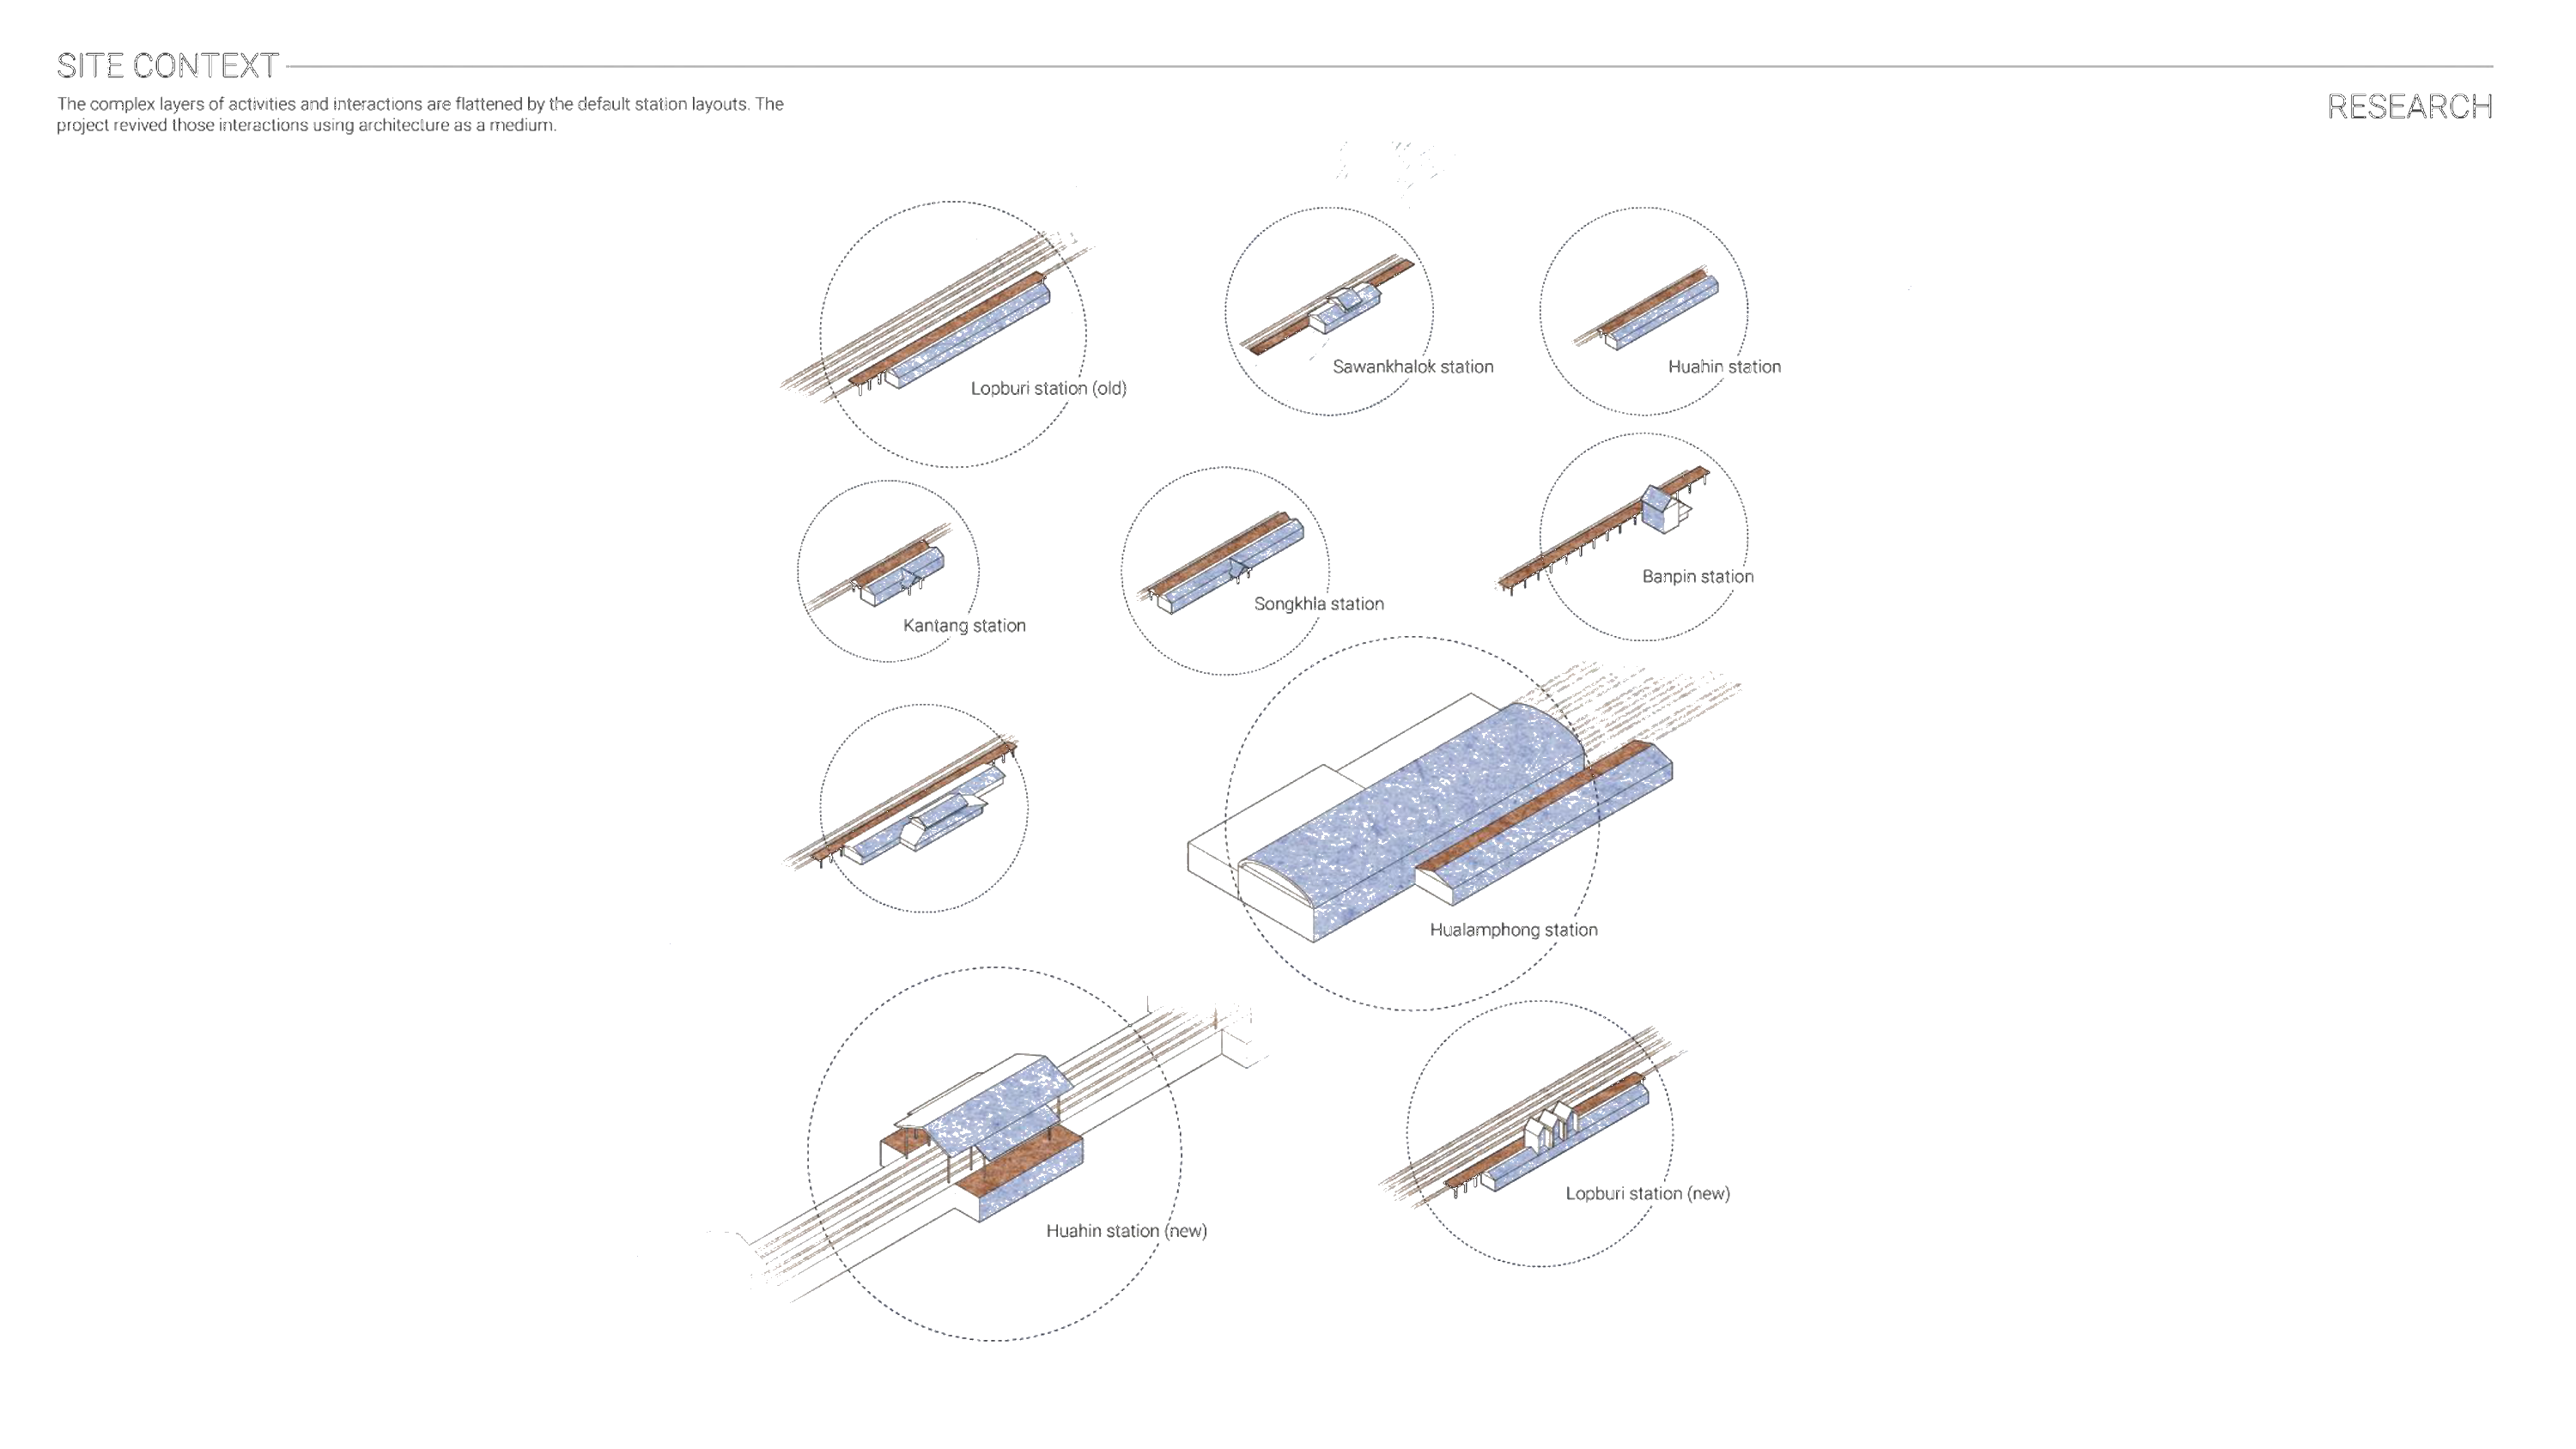 SITE CONTEXT
The complex layers of activities and interactions are flattened by the default station layouts. The
project revived those interactions using architecture as a medium.
RESEARCH
Lopburi station (old)
Sawankhalok station
Huahin station
Kantang station
Songkhla station
Banpin station
Hualamphong station
Huahin station (new)
Lopburi station (new)